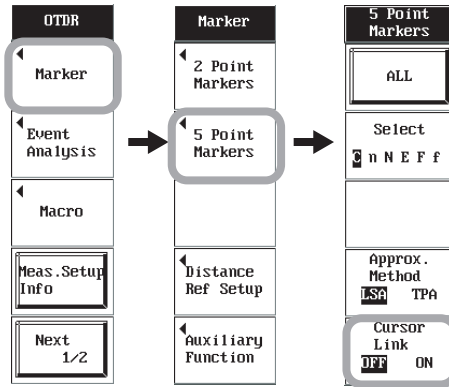 OTDR
Marker
Event
Analysis
Macro
Meas.Setup
Info
Next
1/2
Marker
2 Point
Markers
5 Point
Markers
Distance
Ref Setup
Auxiliary
Function
5 Point
Markers
ALL
Select
C n N E F f
Approx.
Method
LSA TPA
Cursor
Link
OFF ON